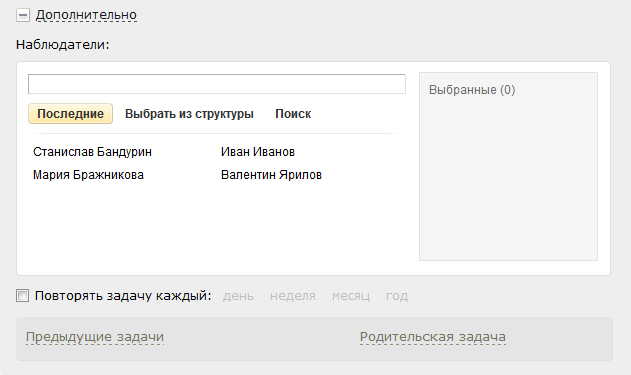 Дополнительно
Наблюдатели:
Последние Выбрать из структуры Поиск
Выбранные (0)
Станислав Бандурин Иван Иванов
Мария Бражникова Валентин Ярилов
Повторять задачу каждый: день неделя месяц год
Предыдущие задачи Родительская задача